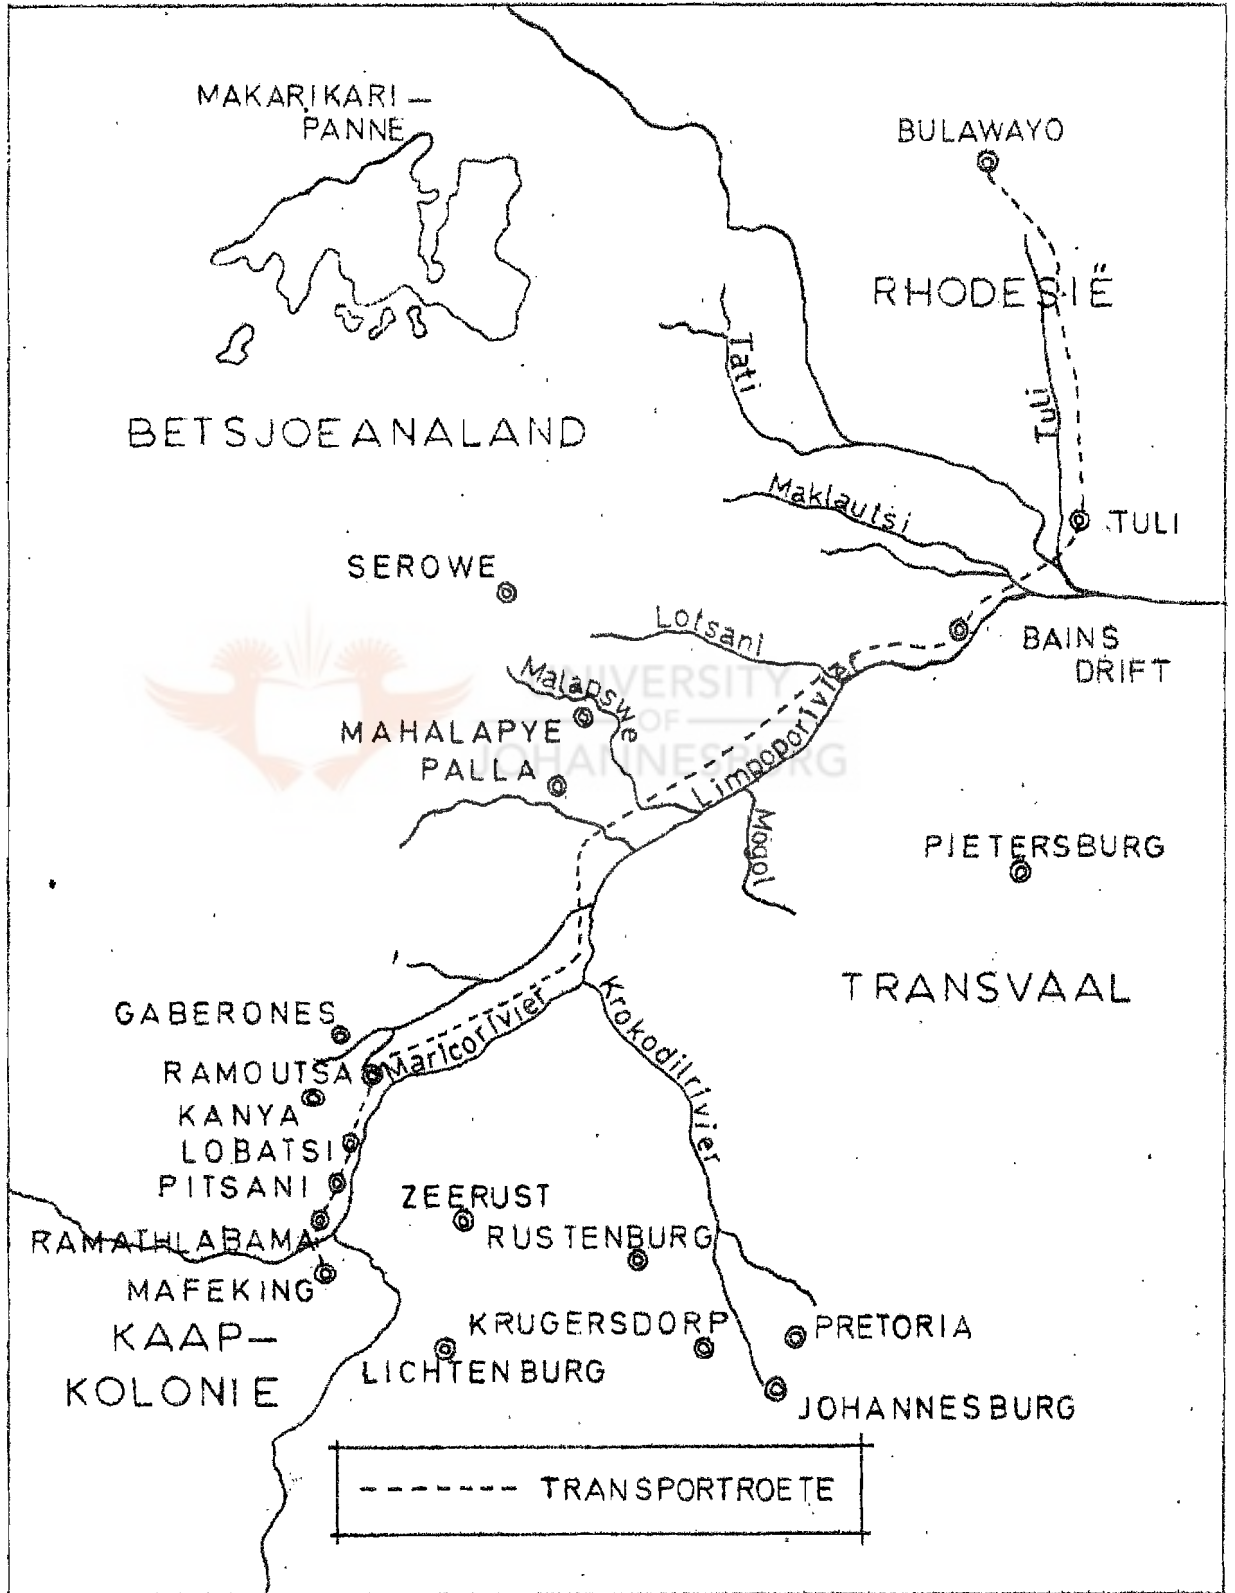 MAKARIKARI –
PANNE
BULAWAYO
RHODESIË
Tati
Tuli
BETSJOEANALAND
Maklautsi
TULI
SEROWE
Lotsani
BAINS
DRIFT
Malapswe
UNIVERSITY
OF
JOHANNESBURG
MAHALAPYE
PALLA
Limpoporivier
Mogol
PIETERSBURG
TRANSVAAL
GABERONES
Maricorivier
Krokodilrivier
RAMOUTSA
KANYA
LOBATSI
PITSANI
ZEERUST
RUSTENBURG
RAMATHLABAMA
MAFEKING
KAAP–
KOLONIE
KRUGERSDORP
PRETORIA
LICHTENBURG
JOHANNESBURG
TRANSPORTROETE